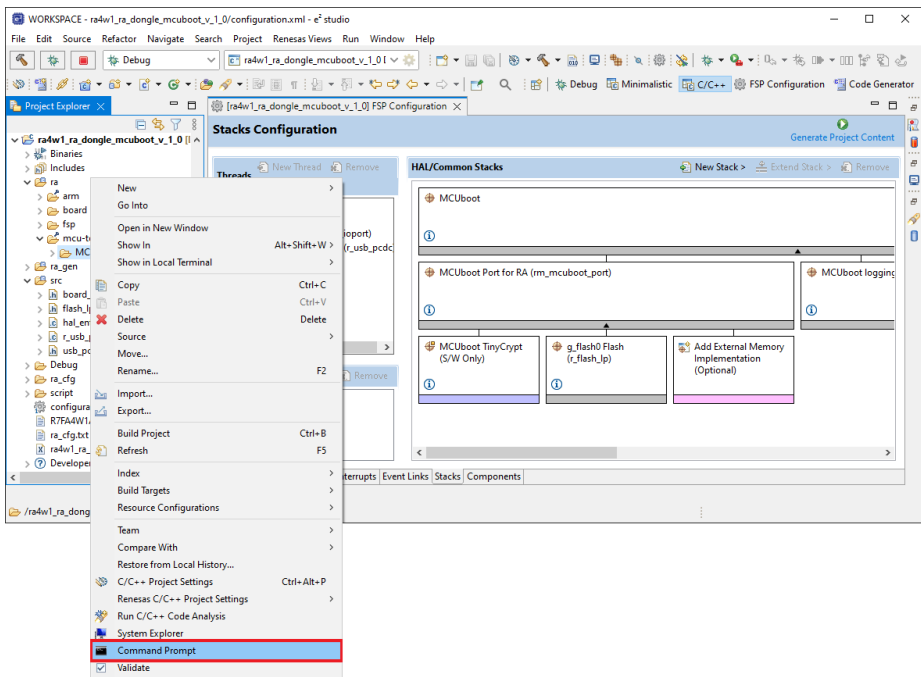 WORKSPACE - ra4w1_ra_dongle_mcuboot_v_1_0/configuration.xml - e² studio
File Edit Source Refactor Navigate Search Project Renesas Views Run Window Help
Debug
ra4w1_ra_dongle_mcuboot_v_1_0 [
Debug Minimalistic C/C++ FSP Configuration Code Generator
Project Explorer
[ra4w1_ra_dongle_mcuboot_v_1_0] FSP Configuration
Stacks Configuration
Generate Project Content
ra4w1_ra_dongle_mcuboot_v_1_0 [
Binaries
Includes
ra
arm
board
fsp
mcu-t
MC
ra_gen
src
board_
flash_l
hal_en
r_usb_
usb_pc
Debug
ra_cfg
script
configura
R7FA4W1
ra_cfg.txt
ra4w1_ra_
Develope
Threads
New Thread Remove
ioport)
(r_usb_pcdc
Remove
HAL/Common Stacks
New Stack > Extend Stack > Remove
MCUboot
MCUboot Port for RA (rm_mcuboot_port)
MCUboot logging
MCUboot TinyCrypt
(S/W Only)
g_flash0 Flash
(r_flash_lp)
Add External Memory
Implementation
(Optional)
nterrupts Event Links Stacks Components
/ra4w1_ra_dong
New
Go Into
Open in New Window
Show In Alt+Shift+W >
Show in Local Terminal
Copy Ctrl+C
Paste Ctrl+V
Delete Delete
Source
Move...
Rename... F2
Import...
Export...
Build Project Ctrl+B
Refresh F5
Index
Build Targets
Resource Configurations
Team
Compare With
Restore from Local History...
C/C++ Project Settings Ctrl+Alt+P
Renesas C/C++ Project Settings
Run C/C++ Code Analysis
System Explorer
Command Prompt
Validate